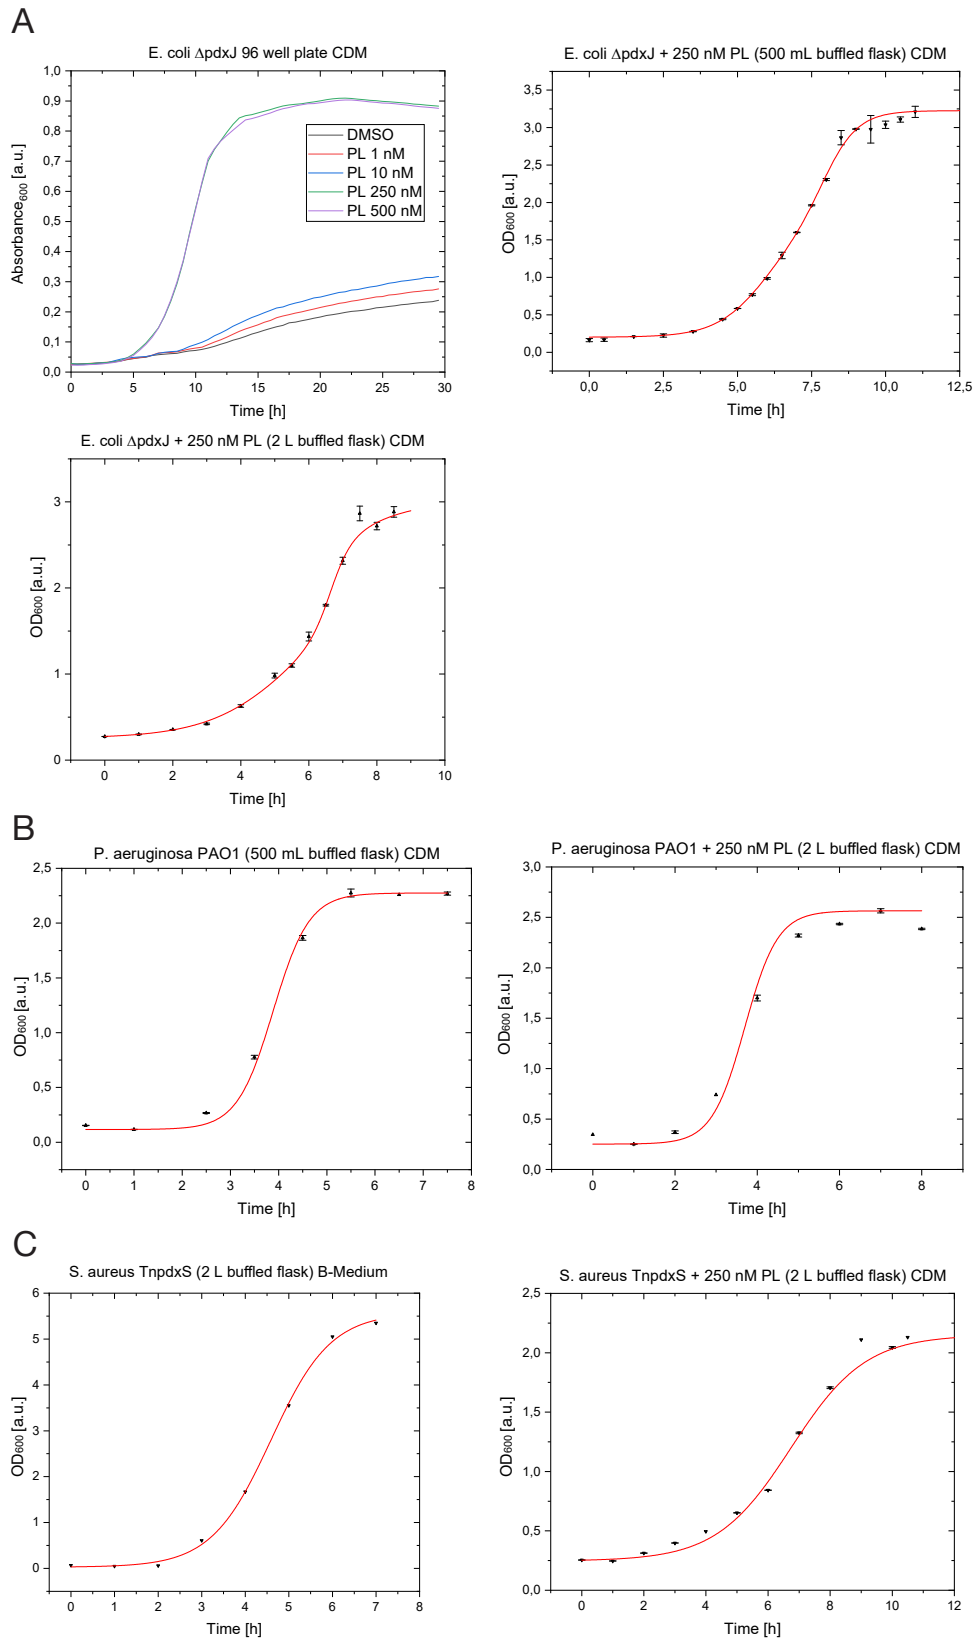 A
E. coli ΔpdxJ 96 well plate CDM
Absorbance600 [a.u.]
1,0
0,9
0,8
0,7
0,6
0,5
0,4
0,3
0,2
0,1
0,0
DMSO
PL 1 nM
PL 10 nM
PL 250 nM
PL 500 nM
0 5 10 15 20 25 30
Time [h]
E. coli ΔpdxJ + 250 nM PL (500 mL buffled flask) CDM
OD600 [a.u.]
3,5
3,0
2,5
2,0
1,5
1,0
0,5
0,0
0,0 2,5 5,0 7,5 10,0 12,5
Time [h]
E. coli ΔpdxJ + 250 nM PL (2 L buffled flask) CDM
OD600 [a.u.]
3
2
1
0
0 2 4 6 8 10
Time [h]
B
P. aeruginosa PAO1 (500 mL buffled flask) CDM
OD600 [a.u.]
2,5
2,0
1,5
1,0
0,5
0,0
0 1 2 3 4 5 6 7 8
Time [h]
P. aeruginosa PAO1 + 250 nM PL (2 L buffled flask) CDM
OD600 [a.u.]
3,0
2,5
2,0
1,5
1,0
0,5
0,0
0 2 4 6 8
Time [h]
C
S. aureus TnpdxS (2 L buffled flask) B-Medium
OD600 [a.u.]
6
5
4
3
2
1
0
0 1 2 3 4 5 6 7 8
Time [h]
S. aureus TnpdxS + 250 nM PL (2 L buffled flask) CDM
OD600 [a.u.]
2,5
2,0
1,5
1,0
0,5
0,0
0 2 4 6 8 10 12
Time [h]